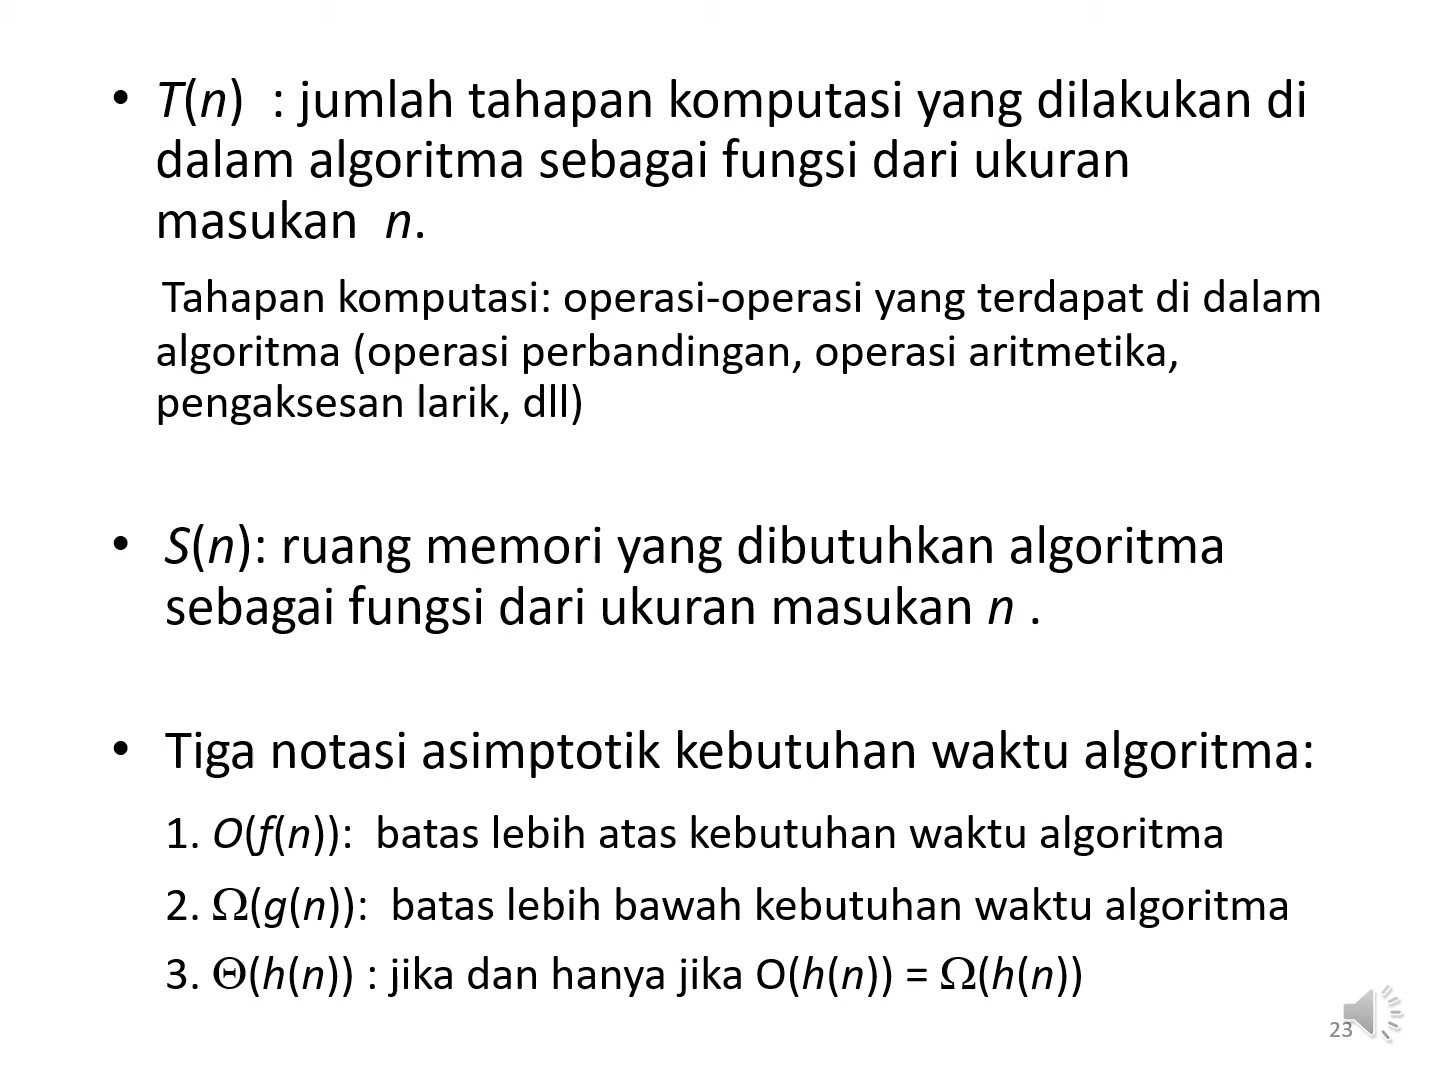 • T(n) : jumlah tahapan komputasi yang dilakukan di
dalam algoritma sebagai fungsi dari ukuran
masukan n.
Tahapan komputasi: operasi-operasi yang terdapat di dalam
algoritma (operasi perbandingan, operasi aritmetika,
pengaksesan larik, dll)
• S(n): ruang memori yang dibutuhkan algoritma
sebagai fungsi dari ukuran masukan n .
• Tiga notasi asimptotik kebutuhan waktu algoritma:
1. O(f(n)): batas lebih atas kebutuhan waktu algoritma
2. Ω(g(n)): batas lebih bawah kebutuhan waktu algoritma
3. Θ(h(n)) : jika dan hanya jika O(h(n)) = Ω(h(n))
23